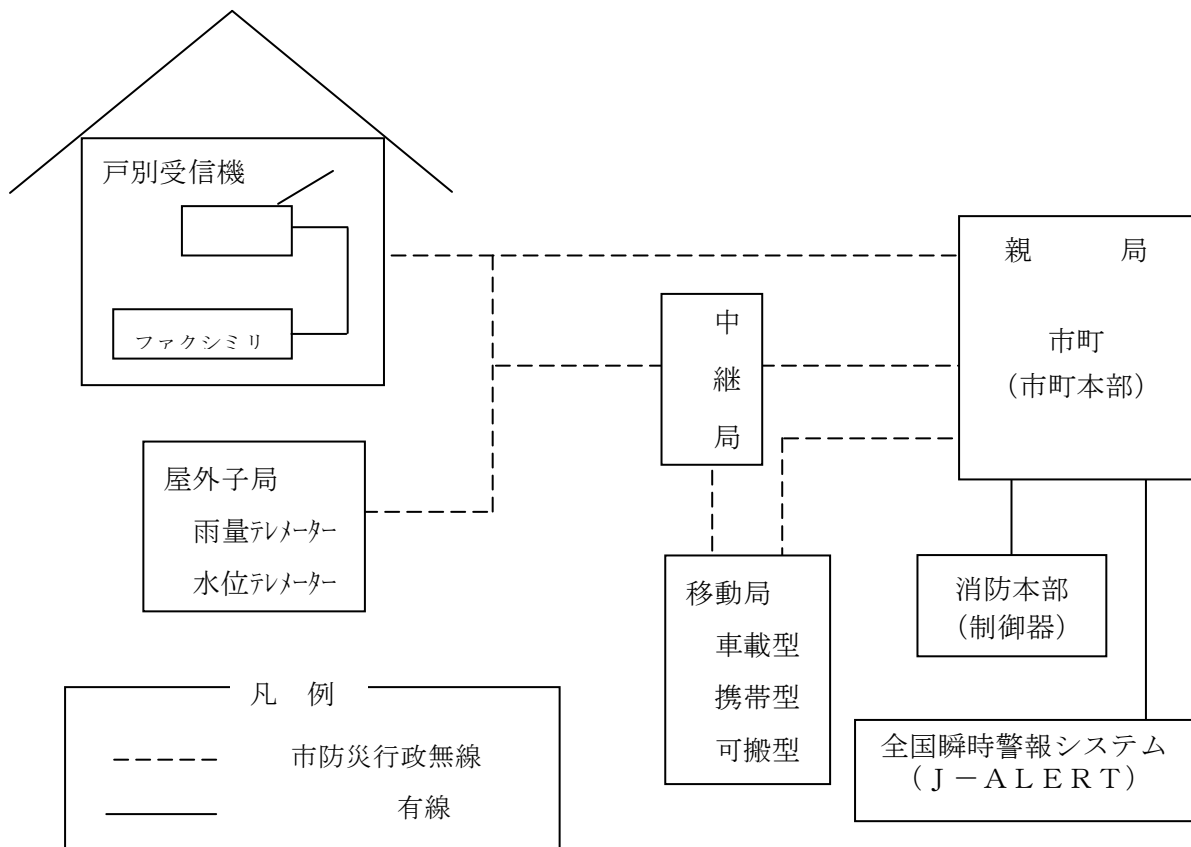 戸別受信機
ファクシミリ
親　局
市町
(市町本部)
中
継
局
屋外子局
雨量テレメーター
水位テレメーター
移動局
車載型
携帯型
可搬型
消防本部
(制御器)
全国瞬時警報システム
(Ｊ－ＡＬＥＲＴ)
凡　例
市防災行政無線
有線